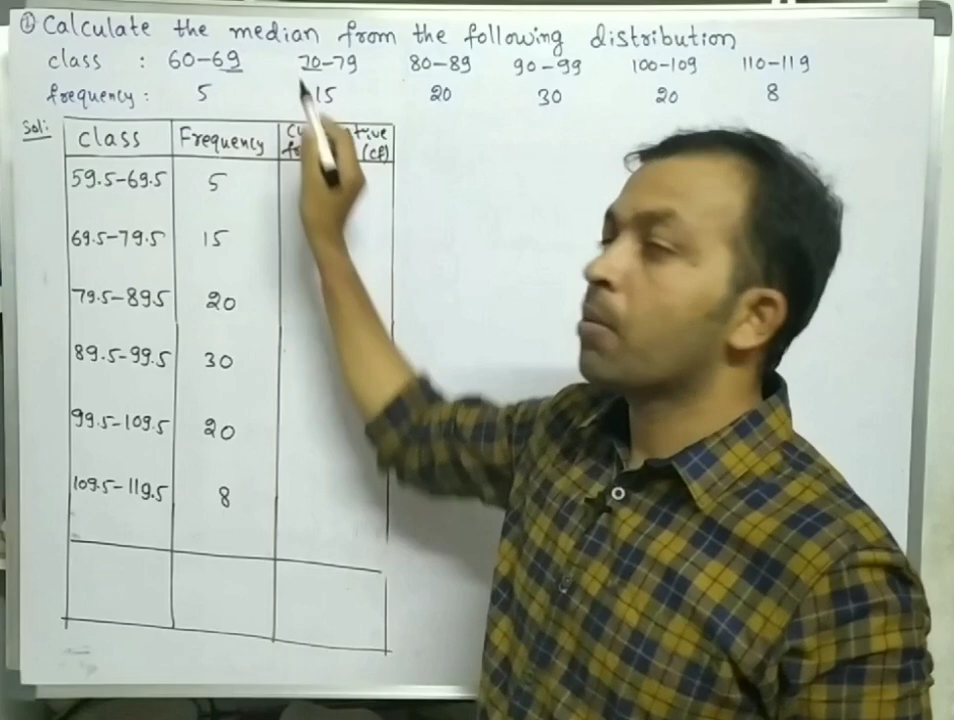 ① Calculate the median from the following distribution
class : 60-69 70-79 80-89 90-99 100-109 110-119
frequency: 5 15 20 30 20 8
Sol:
Class Frequency (cf)
59.5-69.5 5
69.5-79.5 15
79.5-89.5 20
89.5-99.5 30
99.5-109.5 20
109.5-119.5 8